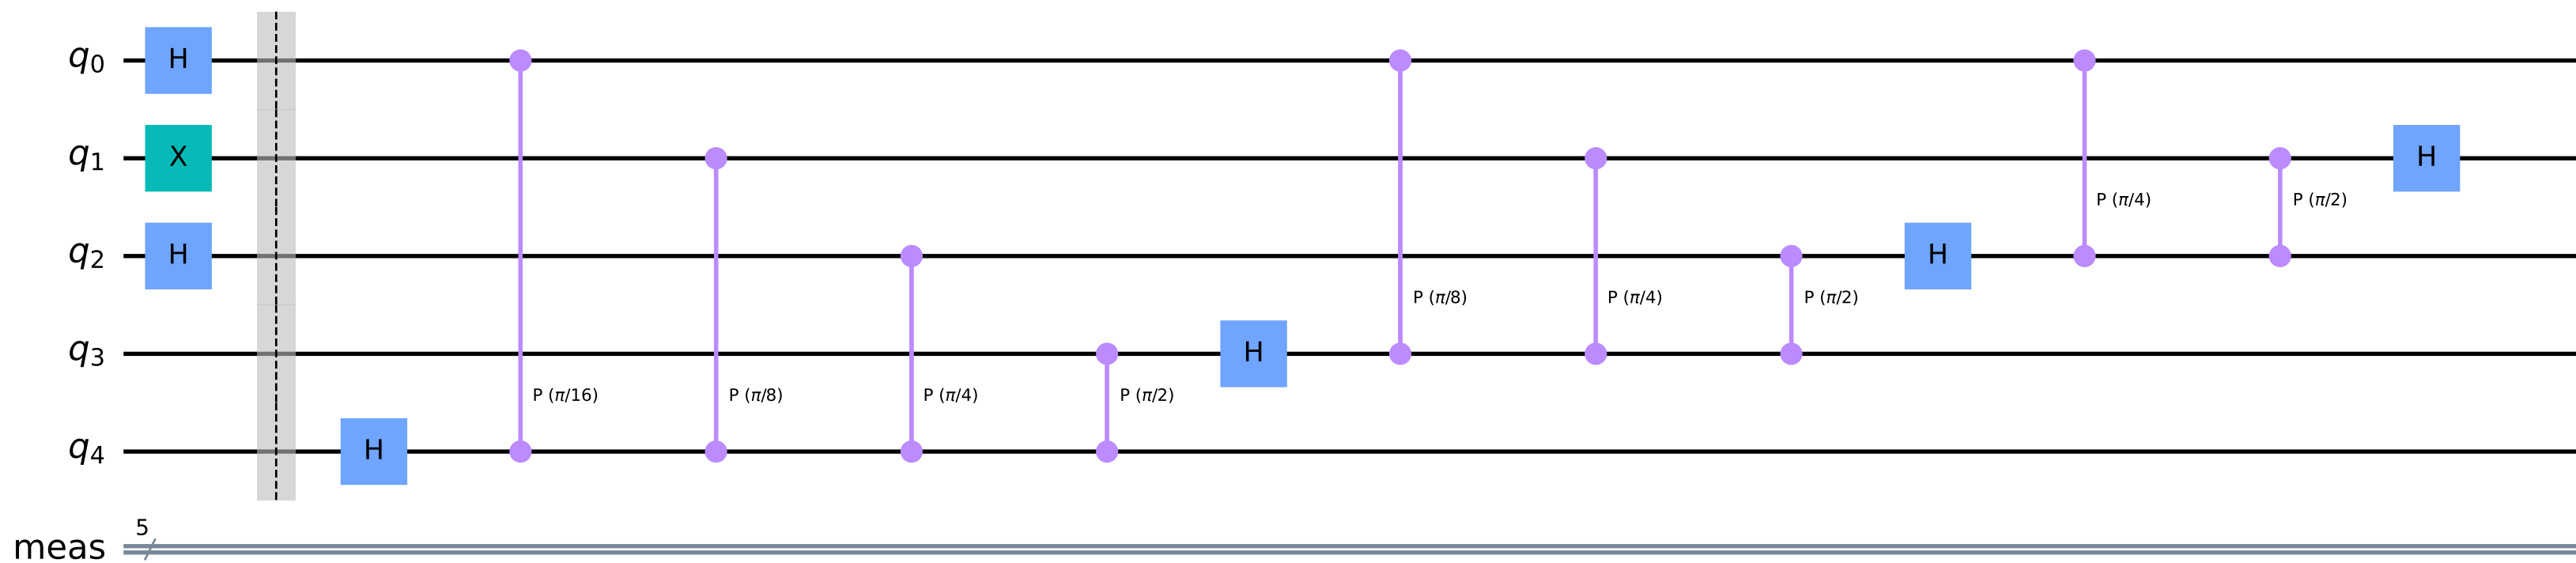 q0 H
q1 X H
P (π/4) P (π/2)
q2 H H
P (π/8) P (π/4) P (π/2)
q3 H
P (π/16) P (π/8) P (π/4) P (π/2)
q4 H
5
meas